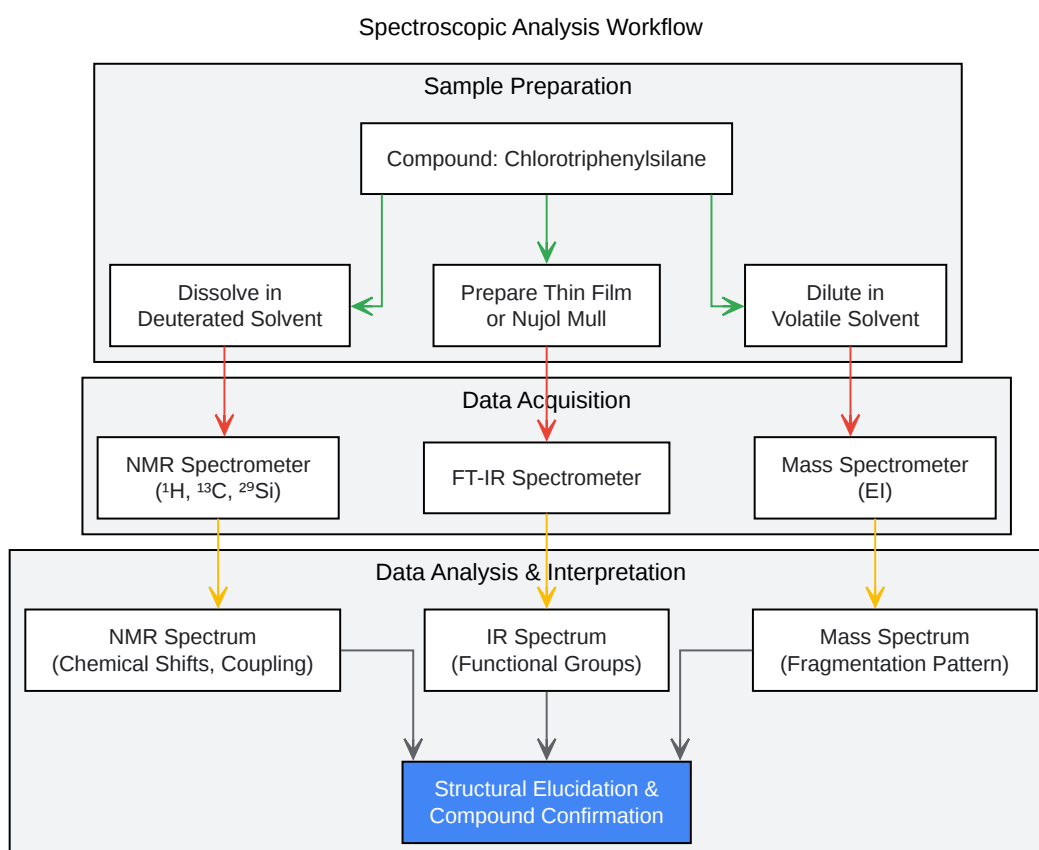 Spectroscopic Analysis Workflow
Sample Preparation
Compound: Chlorotriphenylsilane
Dissolve in
Deuterated Solvent
Prepare Thin Film
or Nujol Mull
Dilute in
Volatile Solvent
Data Acquisition
NMR Spectrometer
(¹H, ¹³C, ²⁹Si)
FT-IR Spectrometer
Mass Spectrometer
(EI)
Data Analysis & Interpretation
NMR Spectrum
(Chemical Shifts, Coupling)
IR Spectrum
(Functional Groups)
Mass Spectrum
(Fragmentation Pattern)
Structural Elucidation &
Compound Confirmation